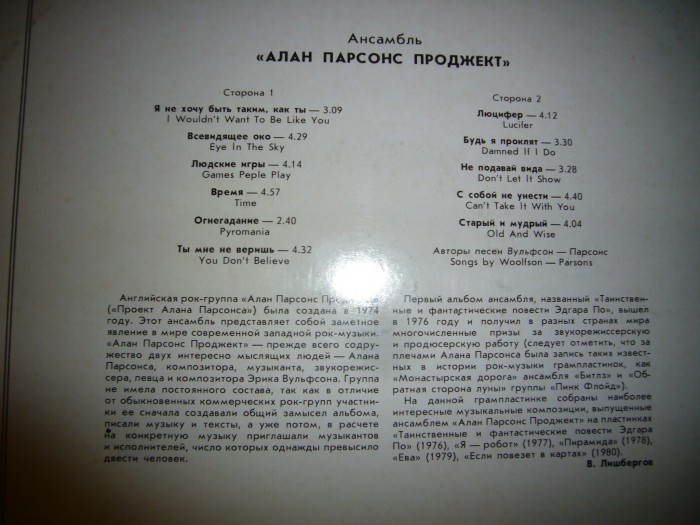 Ансамбль
«АЛАН ПАРСОНС ПРОДЖЕКТ»
Сторона 1
Я не хочу быть таким, как ты — 3.09
I Wouldn't Want To Be Like You
Всевидящее око — 4.29
Eye In The Sky
Людские игры — 4.14
Games Peple Play
Время — 4.57
Time
Огнегадание — 2.40
Pyromania
Ты мне не веришь — 4.32
You Don't Believe
Сторона 2
Люцифер — 4.12
Lucifer
Будь я проклят — 3.30
Damned If I Do
Не подавай вида — 3.28
Don't Let It Show
С собой не унести — 4.40
Can't Take It With You
Старый и мудрый — 4.04
Old And Wise
Авторы песен Вульфсон — Парсонс
Songs by Woolfson — Parsons
Английская рок-группа «Алан Парсонс Проджект»
(«Проект Алана Парсонса») была создана в 1974
году. Этот ансамбль представляет собой заметное
явление в мире современной западной рок-музыки.
«Алан Парсонс Проджект» — прежде всего содру-
жество двух интересно мыслящих людей — Алана
Парсонса, композитора, музыканта, звукорежис-
сера, певца и композитора Эрика Вульфсона. Группа
не имела постоянного состава, так как в отличие
от обыкновенных коммерческих рок-групп участни-
ки ее сначала создавали общий замысел альбома,
писали музыку и тексты, а уже потом, в расчете
на конкретную музыку приглашали музыкантов
и исполнителей, число которых однажды превысило
двести человек.
Первый альбом ансамбля, названный «Таинствен-
ные и фантастические повести Эдгара По», вышел
в 1976 году и получил в разных странах мира
многочисленные призы за звукорежиссерскую
и продюсерскую работу (следует отметить, что за
плечами Алана Парсонса была запись таких извест-
ных в истории рок-музыки грампластинок, как
«Монастырская дорога» ансамбля «Битлз» и «Об-
ратная сторона луны» группы «Пинк Флойд»).
На данной грампластинке собраны наиболее
интересные музыкальные композиции, выпущенные
ансамблем «Алан Парсонс Проджект» на пластинках
«Таинственные и фантастические повести Эдгара
По» (1976), «Я — робот» (1977), «Пирамида» (1978),
«Ева» (1979), «Если повезет в картах» (1980).
В. Лишбергов